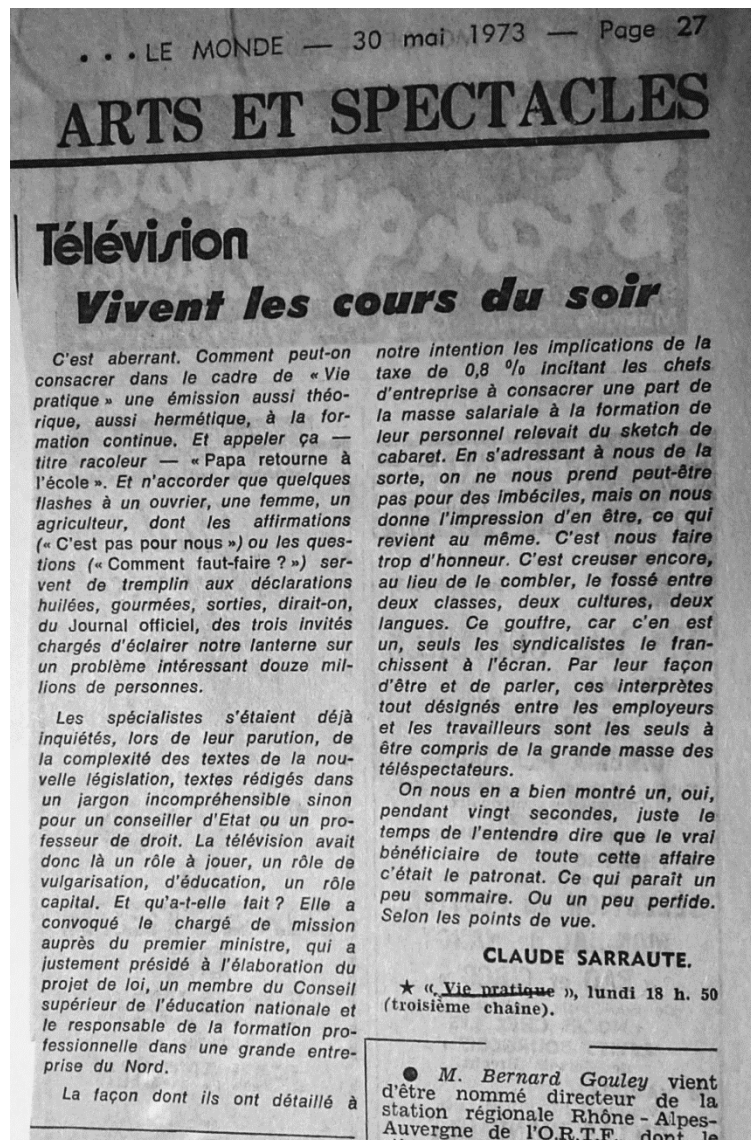 ...LE MONDE — 30 mai 1973 — Page 27
ARTS ET SPECTACLES
Télévision
Vivent les cours du soir
C'est aberrant. Comment peut-on
consacrer dans le cadre de « Vie
pratique » une émission aussi théo-
rique, aussi hermétique, à la for-
mation continue. Et appeler ça —
titre racoleur — « Papa retourne à
l'école ». Et n'accorder que quelques
flashes à un ouvrier, une femme, un
agriculteur, dont les affirmations
(« C'est pas pour nous ») ou les ques-
tions (« Comment faut-faire ? ») ser-
vent de tremplin aux déclarations
huilées, gourmées, sorties, dirait-on,
du Journal officiel, des trois invités
chargés d'éclairer notre lanterne sur
un problème intéressant douze mil-
lions de personnes.
Les spécialistes s'étaient déjà
inquiétés, lors de leur parution, de
la complexité des textes de la nou-
velle législation, textes rédigés dans
un jargon incompréhensible sinon
pour un conseiller d'Etat ou un pro-
fesseur de droit. La télévision avait
donc là un rôle à jouer, un rôle de
vulgarisation, d'éducation, un rôle
capital. Et qu'a-t-elle fait ? Elle a
convoqué le chargé de mission
auprès du premier ministre, qui a
justement présidé à l'élaboration du
projet de loi, un membre du Conseil
supérieur de l'éducation nationale et
le responsable de la formation pro-
fessionnelle dans une grande entre-
prise du Nord.
La façon dont ils ont détaillé à
notre intention les implications de la
taxe de 0,8 % incitant les chefs
d'entreprise à consacrer une part de
la masse salariale à la formation de
leur personnel relevait du sketch de
cabaret. En s'adressant à nous de la
sorte, on ne nous prend peut-être
pas pour des imbéciles, mais on nous
donne l'impression d'en être, ce qui
revient au même. C'est nous faire
trop d'honneur. C'est creuser encore,
au lieu de le combler, le fossé entre
deux classes, deux cultures, deux
langues. Ce gouffre, car c'en est
un, seuls les syndicalistes le fran-
chissent à l'écran. Par leur façon
d'être et de parler, ces interprètes
tout désignés entre les employeurs
et les travailleurs sont les seuls à
être compris de la grande masse des
téléspectateurs.
On nous en a bien montré un, oui,
pendant vingt secondes, juste le
temps de l'entendre dire que le vrai
bénéficiaire de toute cette affaire
c'était le patronat. Ce qui paraît un
peu sommaire. Ou un peu perfide.
Selon les points de vue.
CLAUDE SARRAUTE.
★ « Vie pratique », lundi 18 h. 50
(troisième chaîne).
● M. Bernard Gouley vient
d'être nommé directeur de la
station régionale Rhône-Alpes-
Auvergne de l'O.R.T.F., dont le